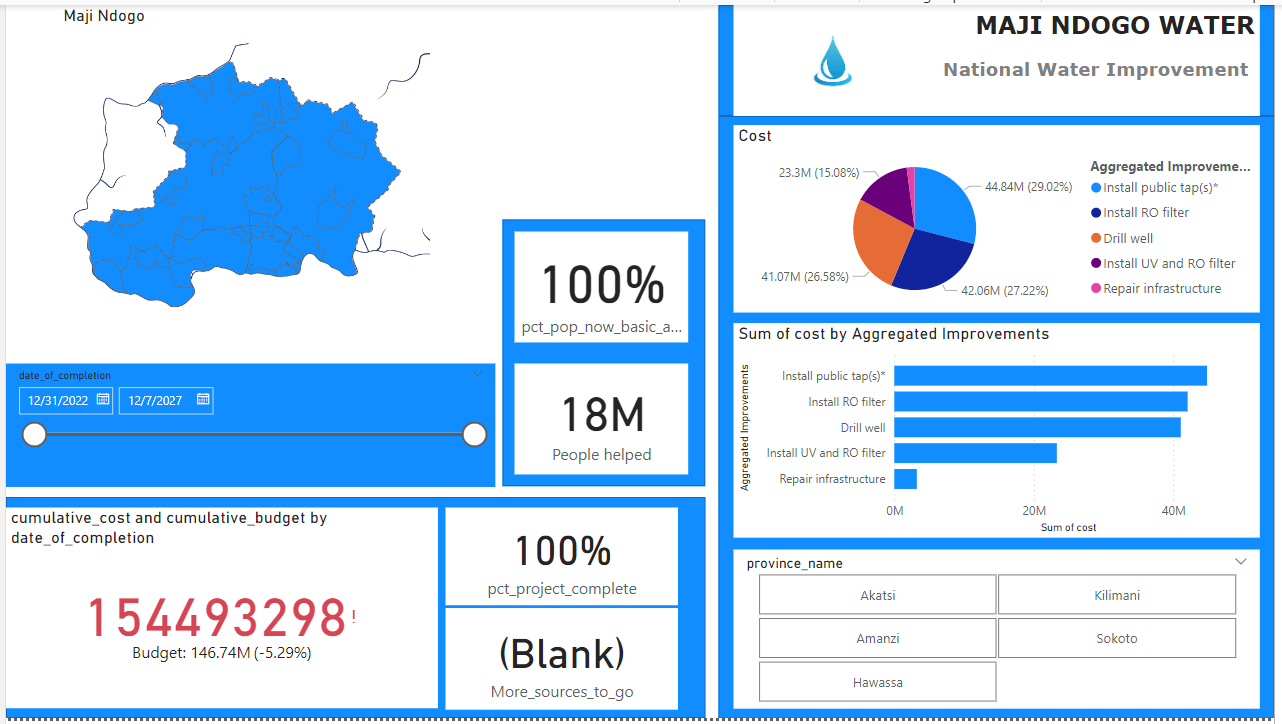 Maji Ndogo
MAJI NDOGO WATER
National Water Improvement
Cost
23.3M (15.08%)
44.84M (29.02%)
41.07M (26.58%)
42.06M (27.22%)
Aggregated Improveme...
Install public tap(s)*
Install RO filter
Drill well
Install UV and RO filter
Repair infrastructure
100%
pct_pop_now_basic_a...
18M
People helped
date_of_completion
12/31/2022
12/7/2027
Sum of cost by Aggregated Improvements
Aggregated Improvements
Install public tap(s)*
Install RO filter
Drill well
Install UV and RO filter
Repair infrastructure
0M 20M 40M
Sum of cost
cumulative_cost and cumulative_budget by
date_of_completion
154493298!
Budget: 146.74M (-5.29%)
100%
pct_project_complete
(Blank)
More_sources_to_go
province_name
Akatsi
Kilimani
Amanzi
Sokoto
Hawassa